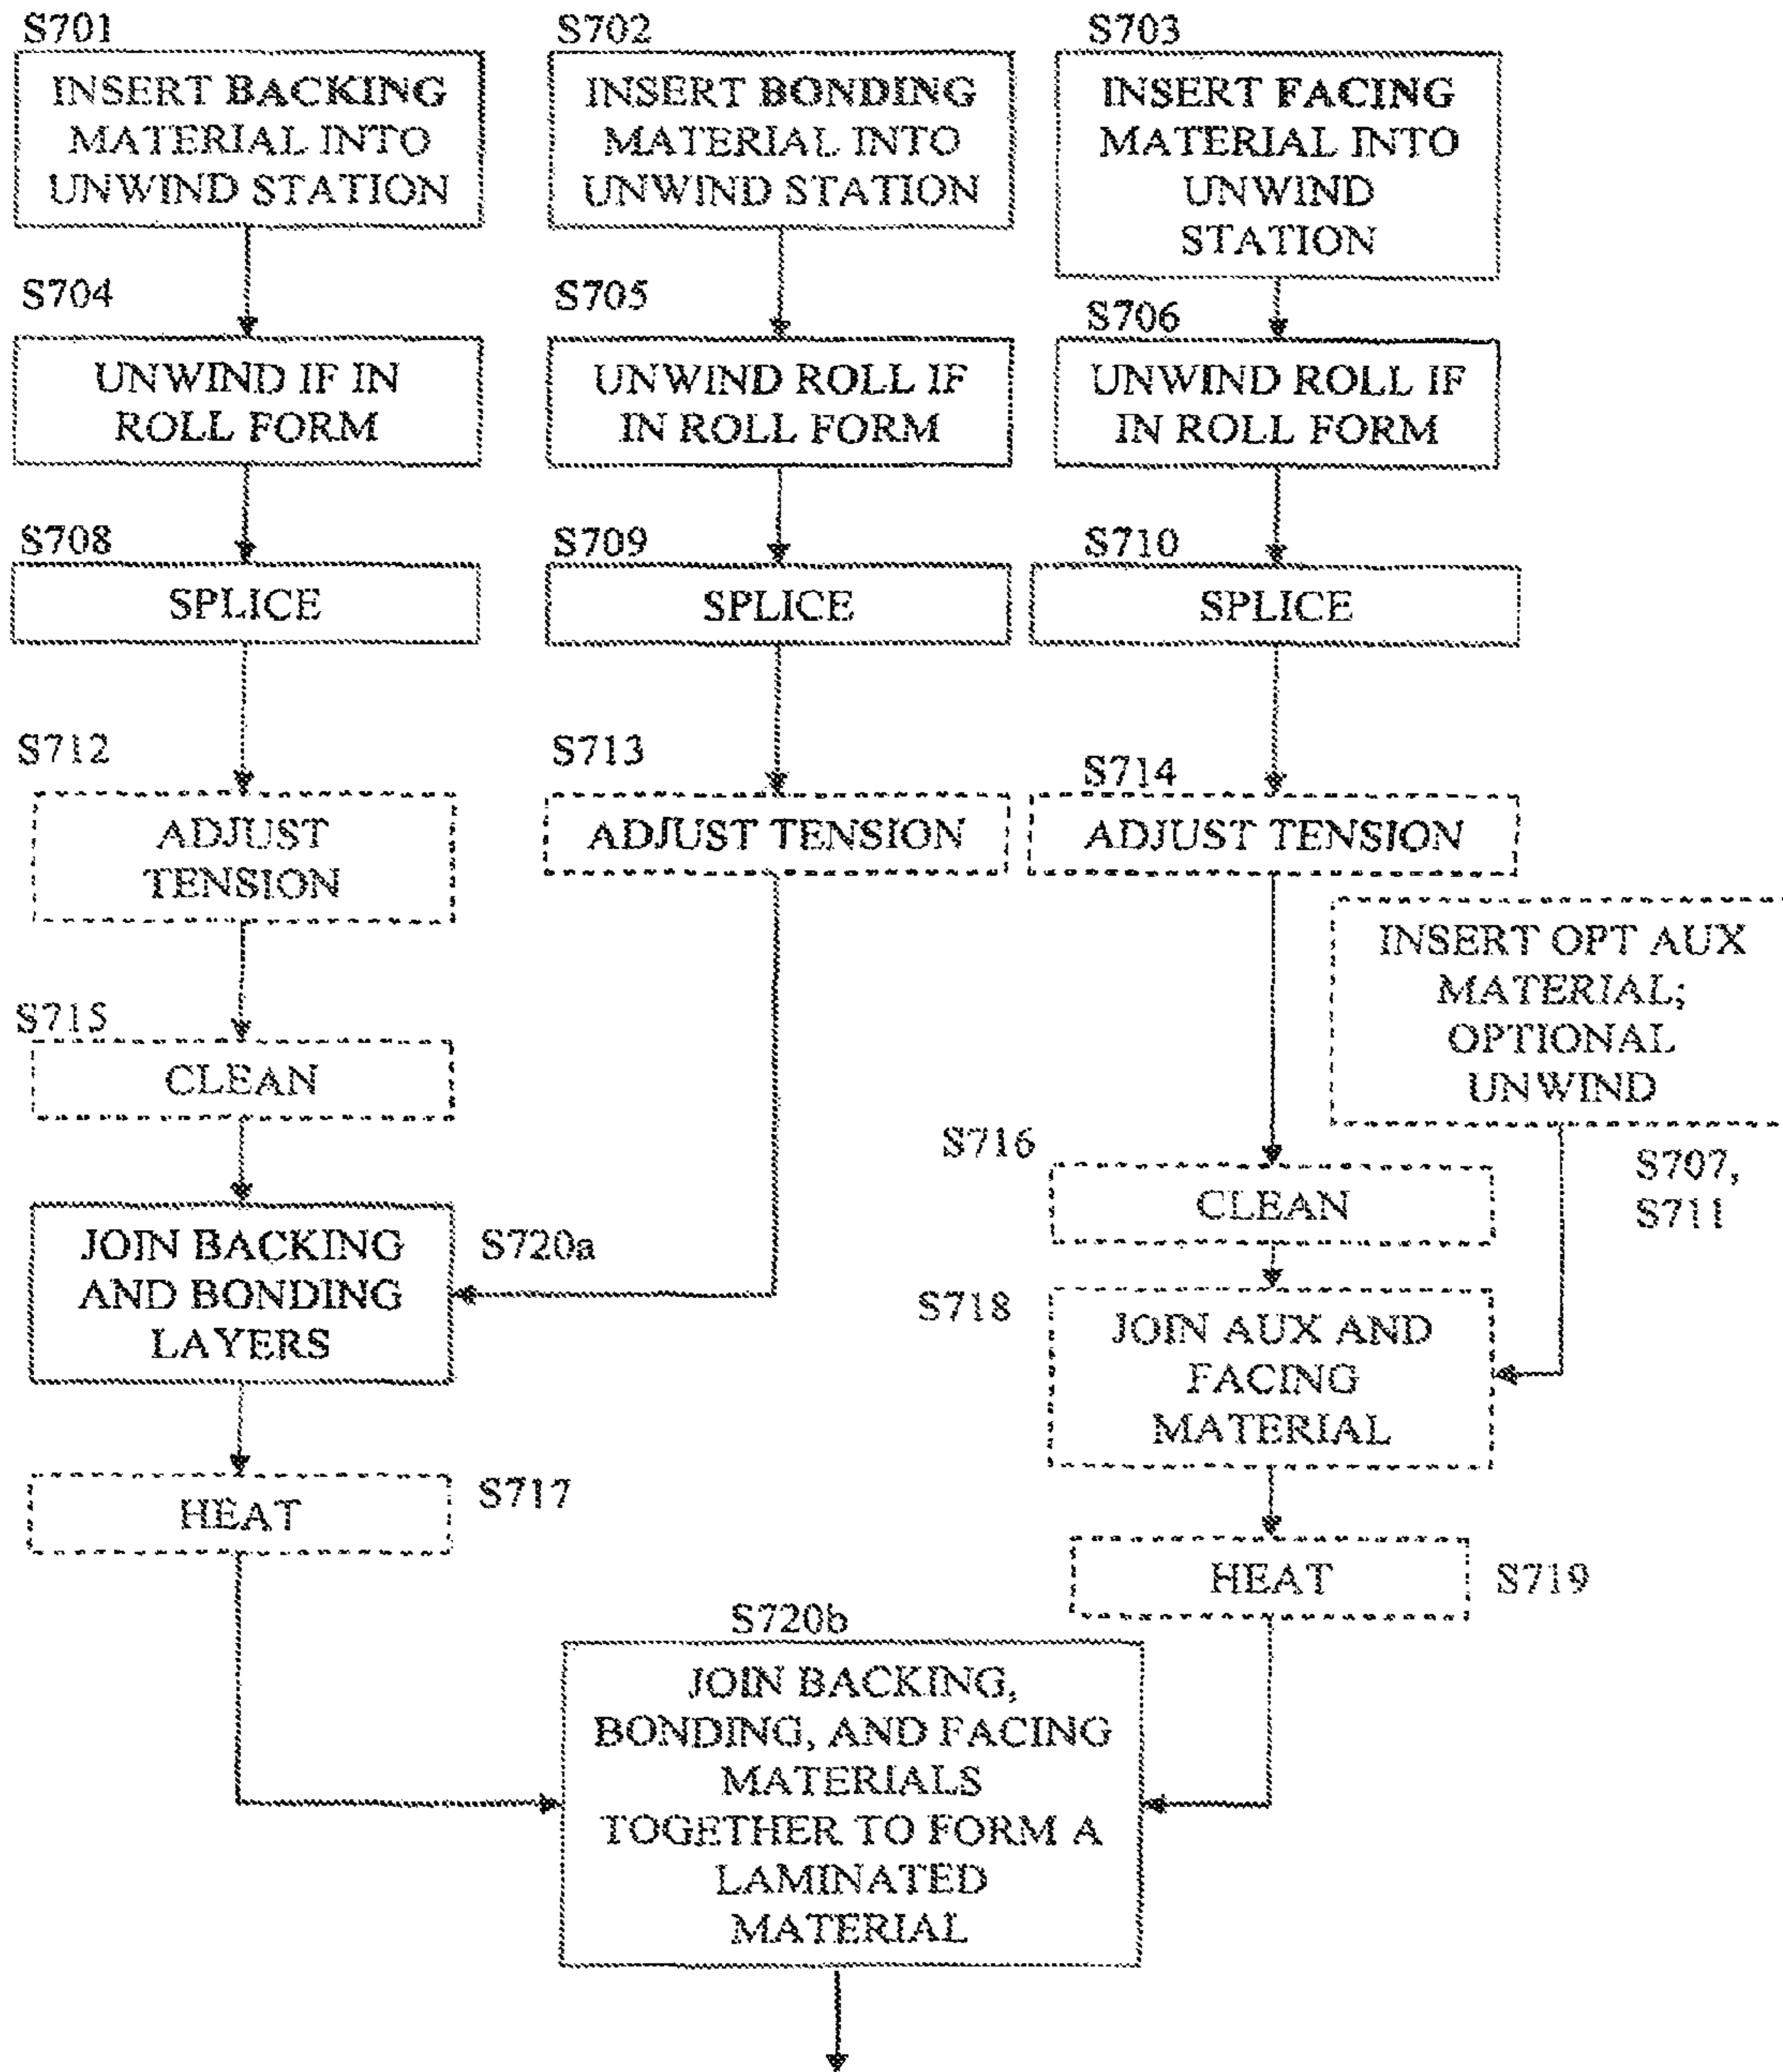 S701
INSERT BACKING
MATERIAL INTO
UNWIND STATION
S702
INSERT BONDING
MATERIAL INTO
UNWIND STATION
S703
INSERT FACING
MATERIAL INTO
UNWIND
STATION
S704
UNWIND IF IN
ROLL FORM
S705
UNWIND ROLL IF
IN ROLL FORM
S706
UNWIND ROLL IF
IN ROLL FORM
S708
SPLICE
S709
SPLICE
S710
SPLICE
S712
ADJUST
TENSION
S713
ADJUST TENSION
S714
ADJUST TENSION
INSERT OPT AUX
MATERIAL;
OPTIONAL
UNWIND
S707,
S711
S715
CLEAN
S716
CLEAN
JOIN BACKING
AND BONDING
LAYERS
S720a
S718
JOIN AUX AND
FACING
MATERIAL
HEAT
S717
HEAT
S719
S720b
JOIN BACKING,
BONDING, AND FACING
MATERIALS
TOGETHER TO FORM A
LAMINATED
MATERIAL